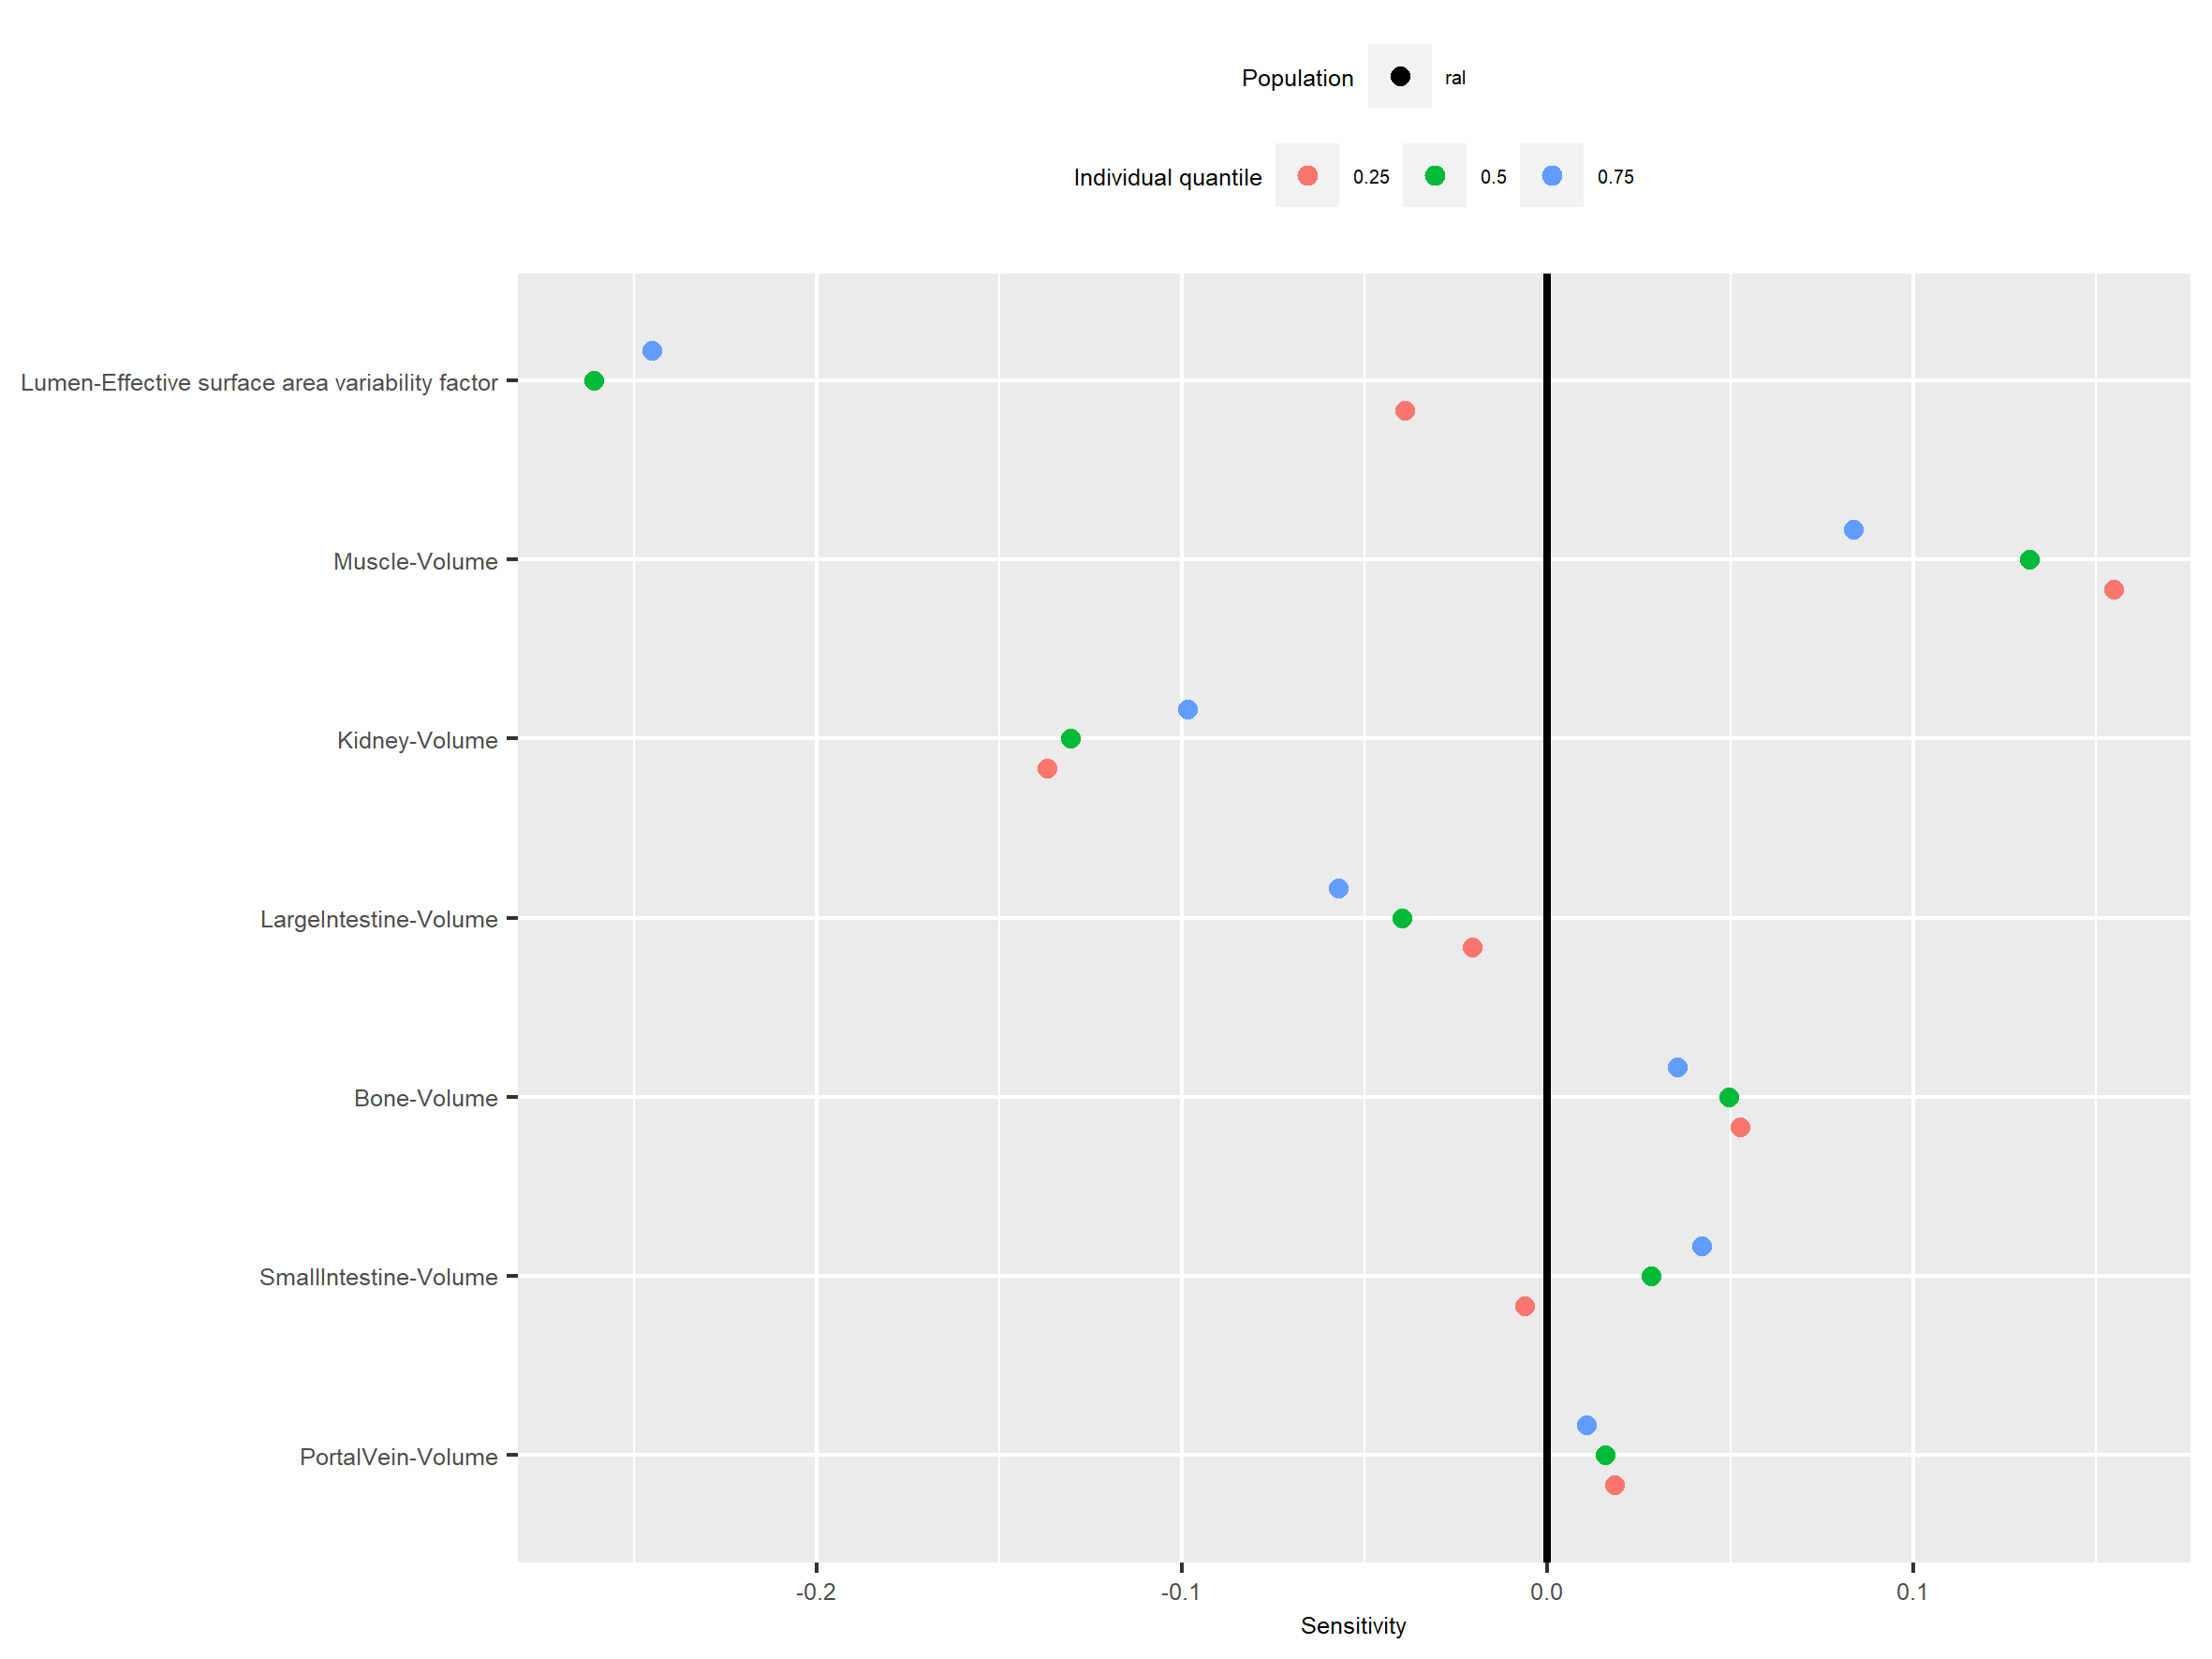 Population ral
Individual quantile 0.25 0.5 0.75
Lumen-Effective surface area variability factor
Muscle-Volume
Kidney-Volume
LargeIntestine-Volume
Bone-Volume
SmallIntestine-Volume
PortalVein-Volume
-0.2 -0.1 0.0 0.1
Sensitivity